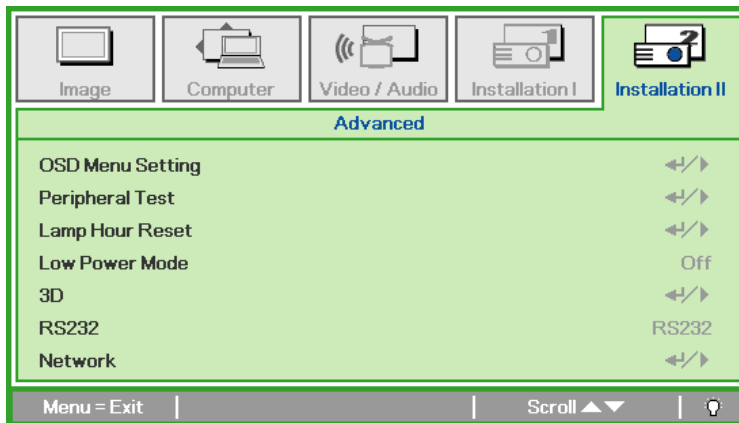 Image
Computer
Video / Audio
Installation I
Installation II
Advanced
OSD Menu Setting
Peripheral Test
Lamp Hour Reset
Low Power Mode Off
3D
RS232 RS232
Network
Menu = Exit Scroll ▲▼